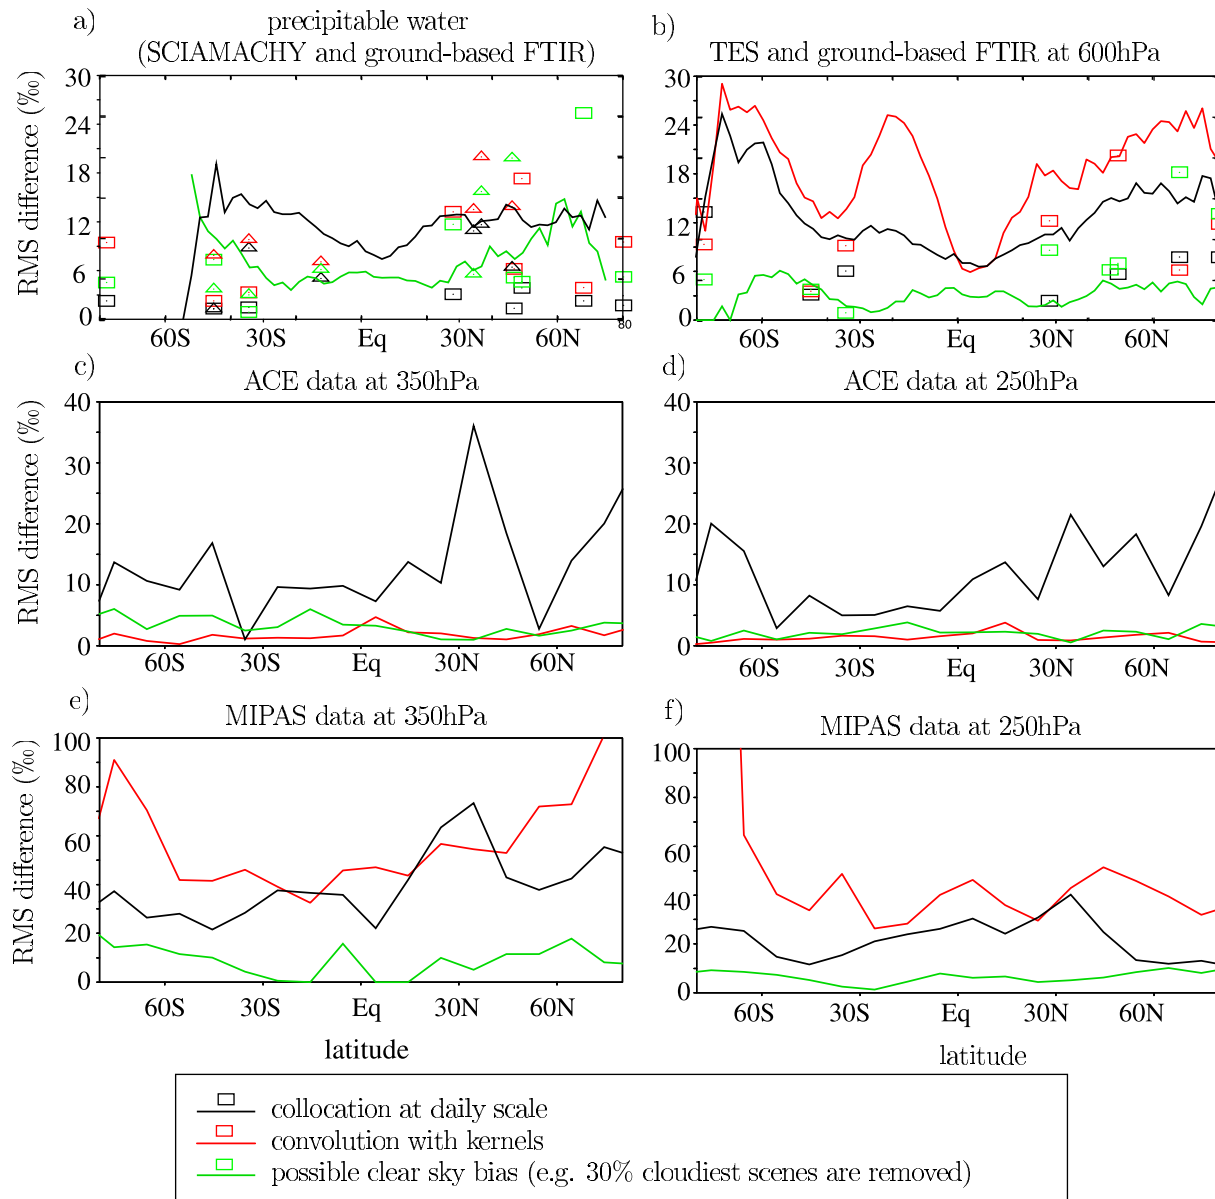 a)
precipitable water
(SCIAMACHY and ground-based FTIR)
RMS difference (‰)
30
24
18
12
6
0
60S
30S
Eq
30N
60N
80
b)
TES and ground-based FTIR at 600hPa
30
24
18
12
6
0
60S
30S
Eq
30N
60N
c)
ACE data at 350hPa
RMS difference (‰)
40
30
20
10
0
60S
30S
Eq
30N
60N
d)
ACE data at 250hPa
40
30
20
10
0
60S
30S
Eq
30N
60N
e)
MIPAS data at 350hPa
RMS difference (‰)
100
80
60
40
20
0
60S
30S
Eq
30N
60N
latitude
f)
MIPAS data at 250hPa
100
80
60
40
20
0
60S
30S
Eq
30N
60N
latitude
collocation at daily scale
convolution with kernels
possible clear sky bias (e.g. 30% cloudiest scenes are removed)